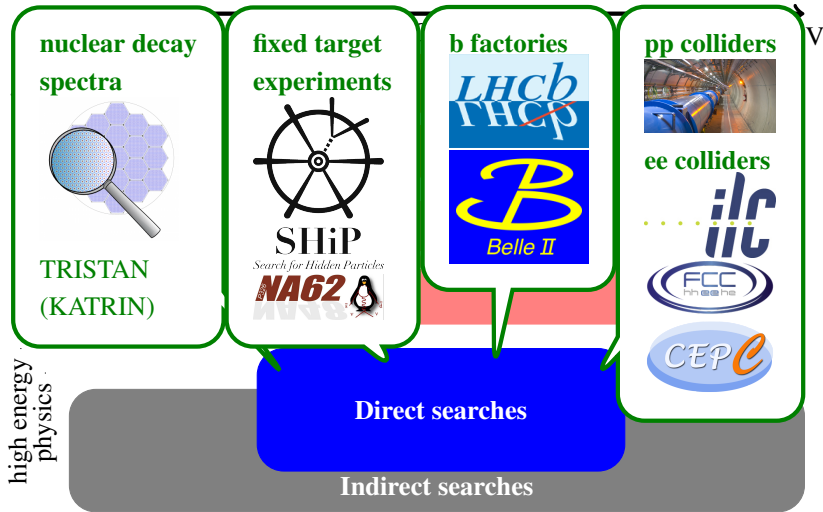 nuclear decay
spectra
TRISTAN
(KATRIN)
fixed target
experiments
SHiP
Search for Hidden Particles
NA62
b factories
LHCb
Belle II
pp colliders
ee colliders
ilc
FCC
hh ee he
CEPC
V
high energy
physics
Direct searches
Indirect searches